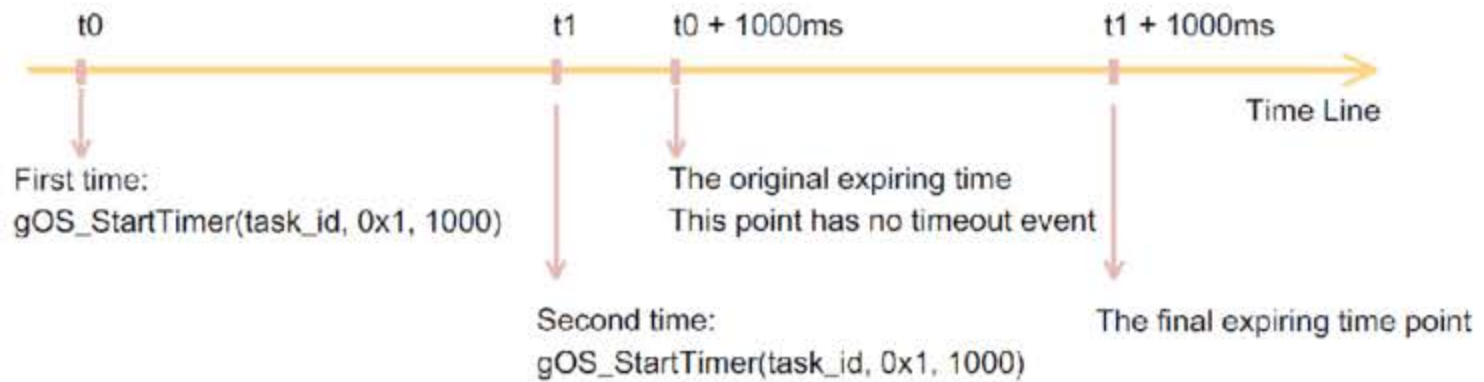 t0
t1
t0 + 1000ms
t1 + 1000ms
Time Line
First time:
gOS_StartTimer(task_id, 0x1, 1000)
The original expiring time
This point has no timeout event
Second time:
gOS_StartTimer(task_id, 0x1, 1000)
The final expiring time point